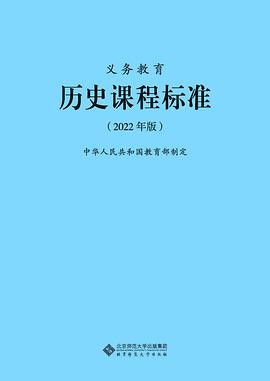 义务教育
历史课程标准
（2022年版）
中华人民共和国教育部制定
北京师范大学出版集团
北京师范大学出版社